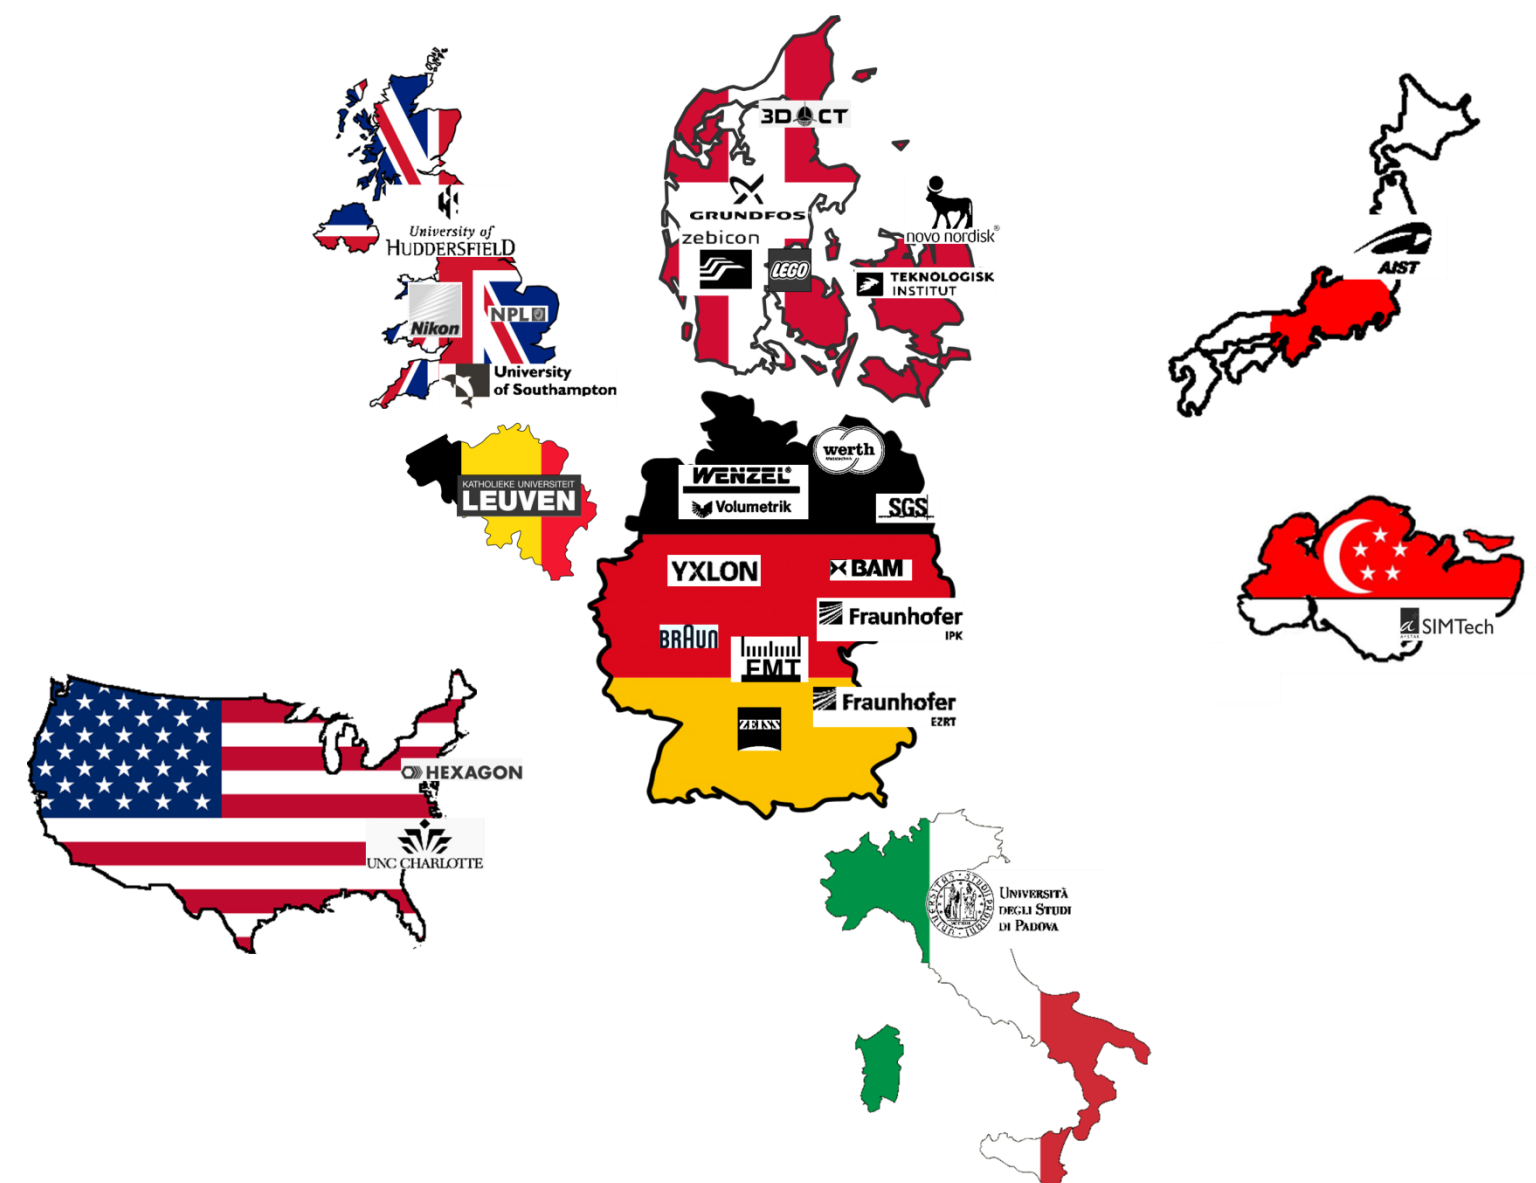 3D CT
GRUNDFOS
zebicon
LEGO
novo nordisk®
TEKNOLOGISK
INSTITUT
University of
HUDDERSFIELD
Nikon
NPL
University
of Southampton
AIST
KATHOLIEKE UNIVERSITEIT
LEUVEN
WENZEL®
Volumetrik
werth
SGS
YXLON
BAM
Fraunhofer
IPK
BRAUN
EMT
Fraunhofer
EZRT
ZEISS
SIMTech
HEXAGON
UNC CHARLOTTE
UNIVERSITÀ
DEGLI STUDI
DI PADOVA